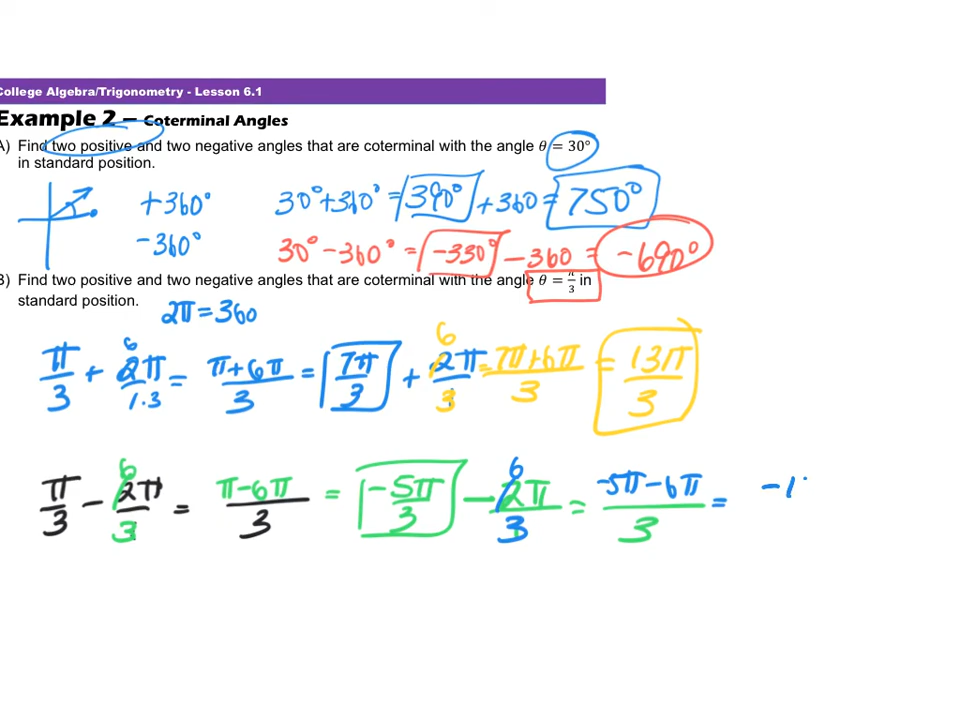 College Algebra/Trigonometry - Lesson 6.1
Example 2 – Coterminal Angles
A) Find two positive and two negative angles that are coterminal with the angle θ = 30°
in standard position.
+360° 30°+360° = 390° + 360 = 750°
-360° 30° - 360° = -330° - 360 = -690°
B) Find two positive and two negative angles that are coterminal with the angle θ = π/3 in
standard position.
2π = 360
π/3 + 6 2π/1·3 = π+6π/3 = 7π/3 + 6 2π/3 = 7π+6π/3 = 13π/3
π/3 - 6 2π/3 = π-6π/3 = -5π/3 - 6 2π/3 = -5π-6π/3 = -1